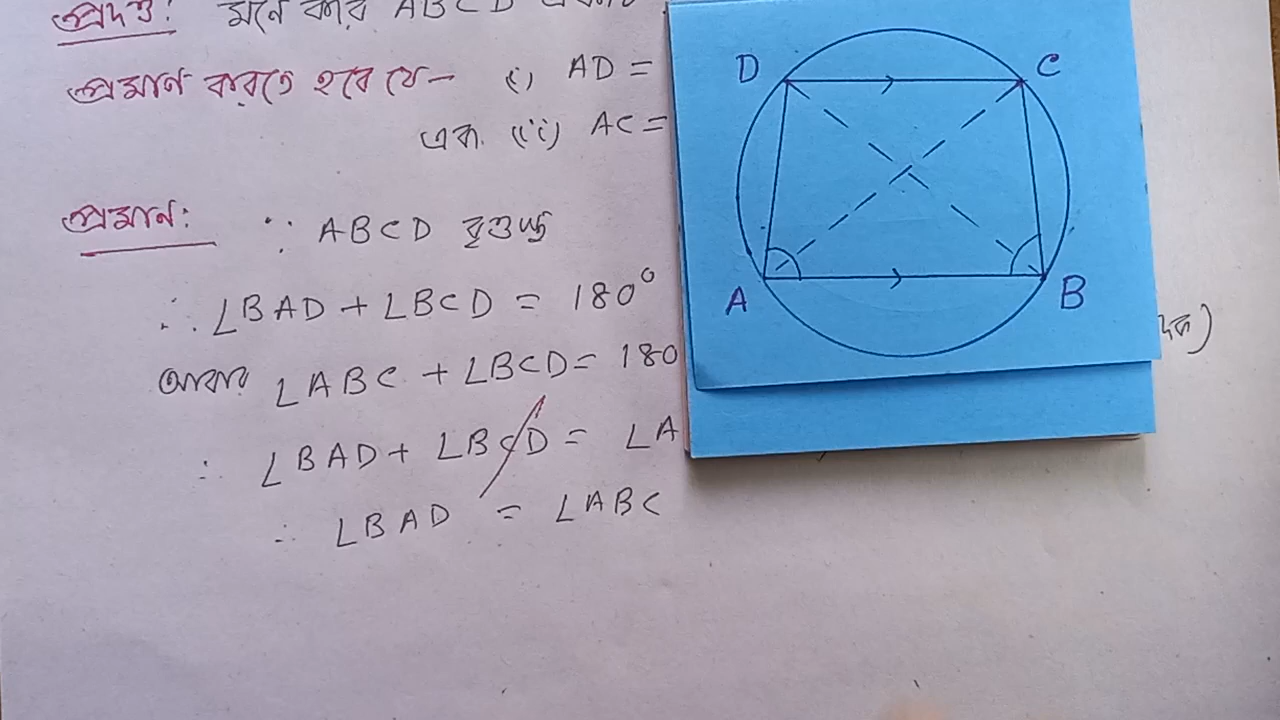 প্রদত্ত: মনে করি ABCD
প্রমান করতে হবে যে— (i) AD =
এবং (ii) AC =
প্রমান: ∵ ABCD বৃত্তস্থ
∴ ∠BAD + ∠BCD = 180°
আবার ∠ABC + ∠BCD = 180
∴ ∠BAD + ∠BCD = ∠A
∴ ∠BAD = ∠ABC
D C
A B